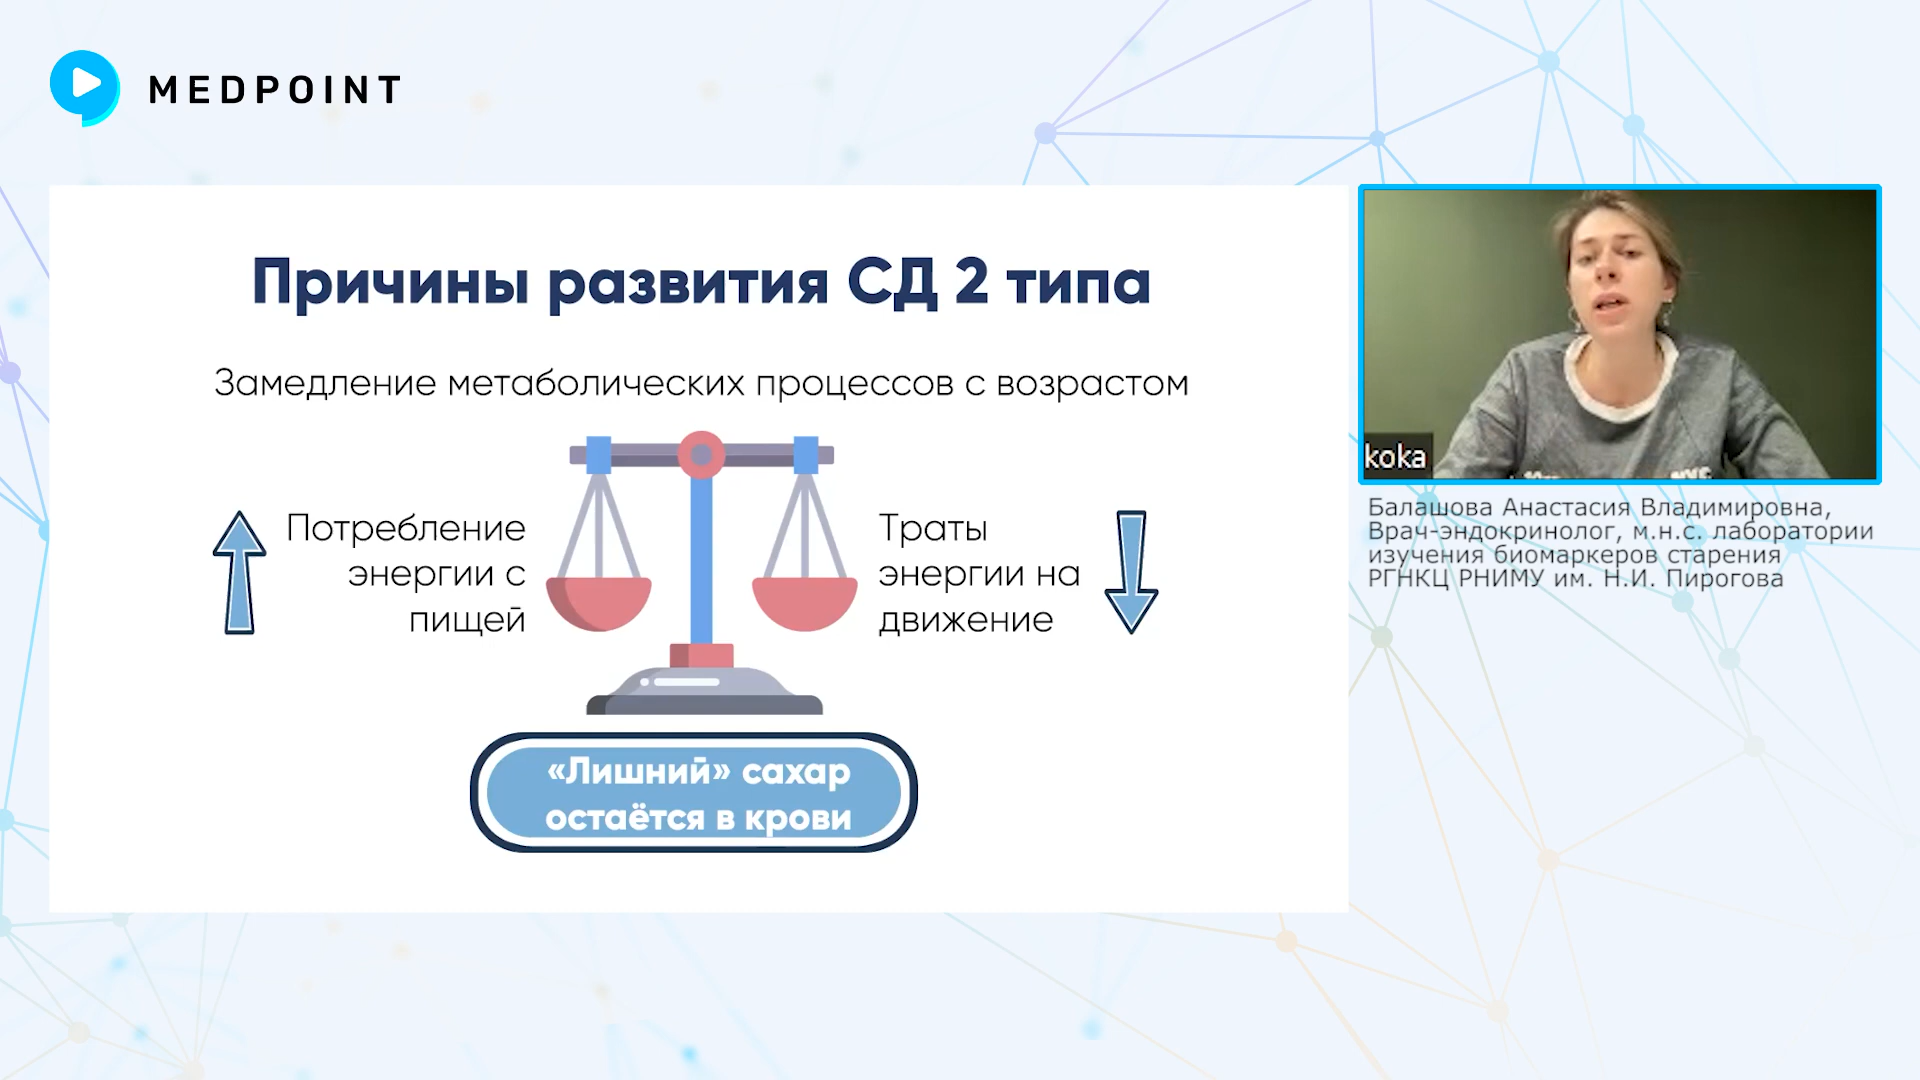 MEDPOINT
Причины развития СД 2 типа
Замедление метаболических процессов с возрастом
Потребление
энергии с
пищей
Траты
энергии на
движение
«Лишний» сахар
остаётся в крови
koka
Балашова Анастасия Владимировна,
Врач-эндокринолог, м.н.с. лаборатории
изучения биомаркеров старения
РГНКЦ РНИМУ им. Н.И. Пирогова